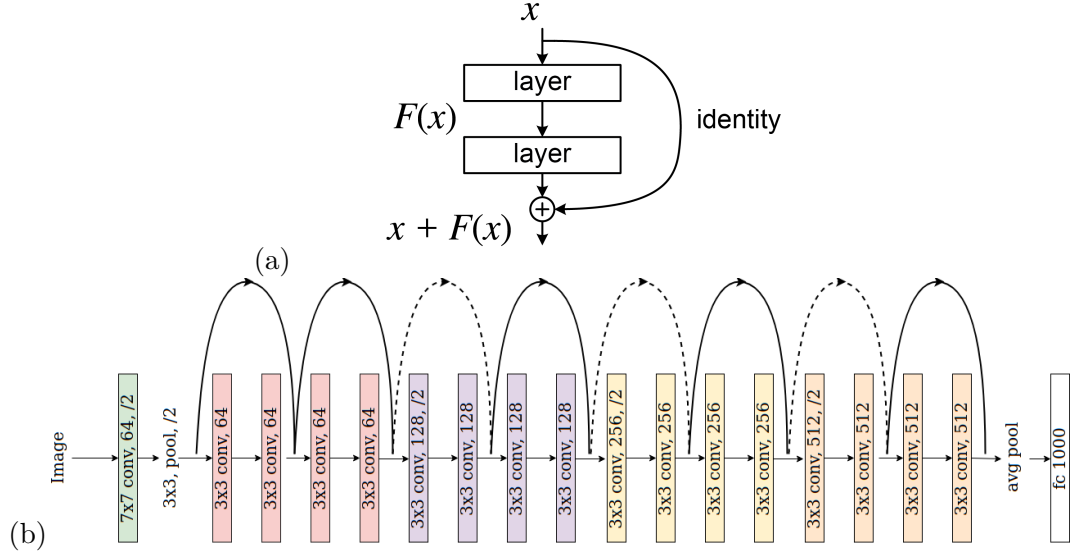 x
layer
F(x)
identity
layer
x + F(x)
(a)
Image
7x7 conv, 64, /2
3x3, pool, /2
3x3 conv, 64
3x3 conv, 64
3x3 conv, 64
3x3 conv, 64
3x3 conv, 128, /2
3x3 conv, 128
3x3 conv, 128
3x3 conv, 128
3x3 conv, 256, /2
3x3 conv, 256
3x3 conv, 256
3x3 conv, 256
3x3 conv, 512, /2
3x3 conv, 512
3x3 conv, 512
3x3 conv, 512
avg pool
fc 1000
(b)